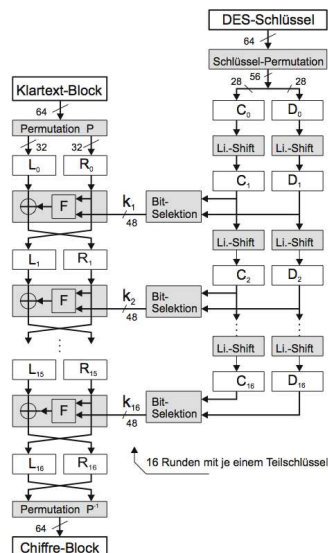 DES-Schlüssel
64
Schlüssel-Permutation
56
28
28
Klartext-Block
64
Permutation P
32
32
C0
D0
L0
R0
Li.-Shift
Li.-Shift
C1
D1
F
k1
48
Bit-
Selektion
L1
R1
Li.-Shift
Li.-Shift
C2
D2
F
k2
48
Bit-
Selektion
L15
R15
Li.-Shift
Li.-Shift
C16
D16
F
k16
48
Bit-
Selektion
L16
R16
16 Runden mit je einem Teilschlüssel
Permutation P-1
64
Chiffre-Block